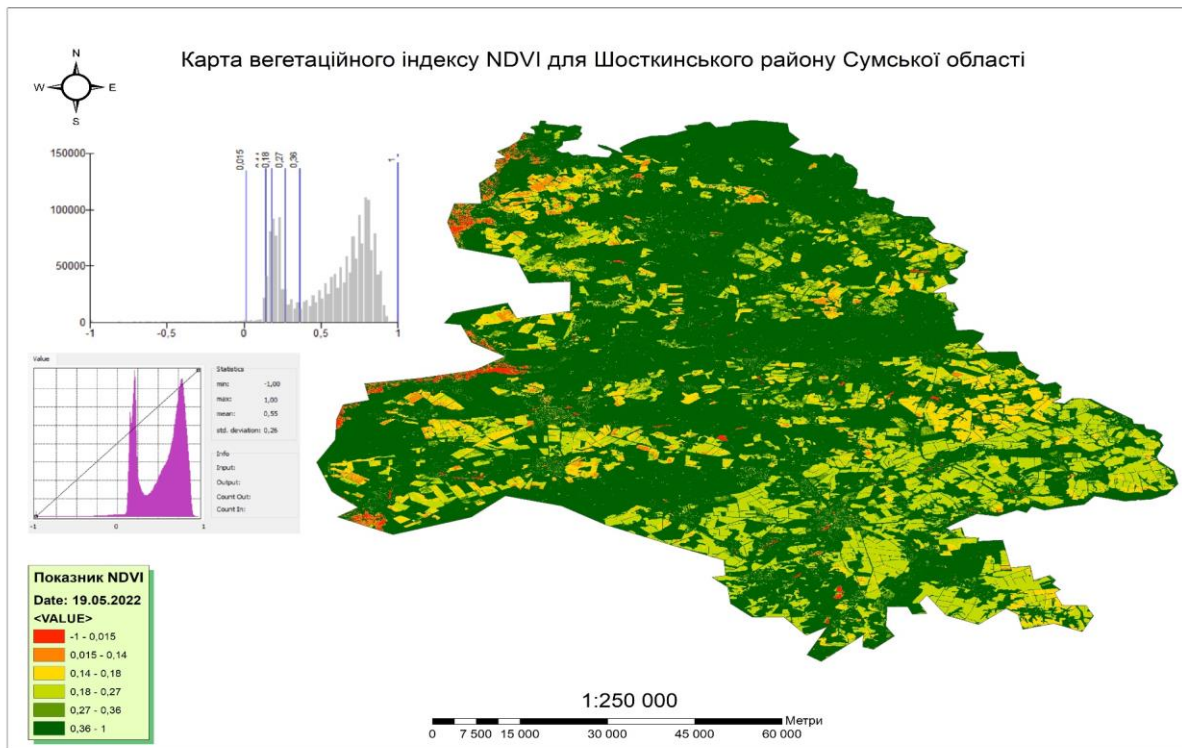 N
W E
S
Карта вегетаційного індексу NDVI для Шосткинського району Сумської області
150000
100000
50000
0
0,015
0,18
0,27
0,36
1
-1 -0,5 0 0,5 1
Value
Statistics
min: -1,00
max: 1,00
mean: 0,55
std. deviation: 0,26
Info
Input:
Output:
Count Out:
Count In:
-1 0 1
Показник NDVI
Date: 19.05.2022
<VALUE>
-1 - 0,015
0,015 - 0,14
0,14 - 0,18
0,18 - 0,27
0,27 - 0,36
0,36 - 1
1:250 000
Метри
0 7 500 15 000 30 000 45 000 60 000